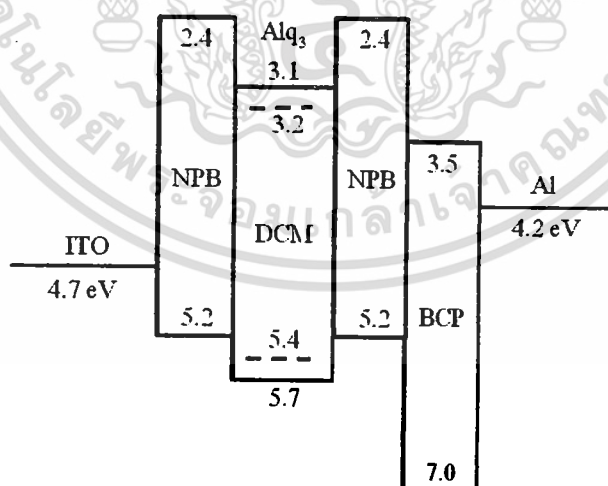 Alq₃
2.4
2.4
3.1
3.2
3.5
NPB
NPB
Al
DCM
4.2 eV
ITO
4.7 eV
5.2
5.2
BCP
5.4
5.7
7.0